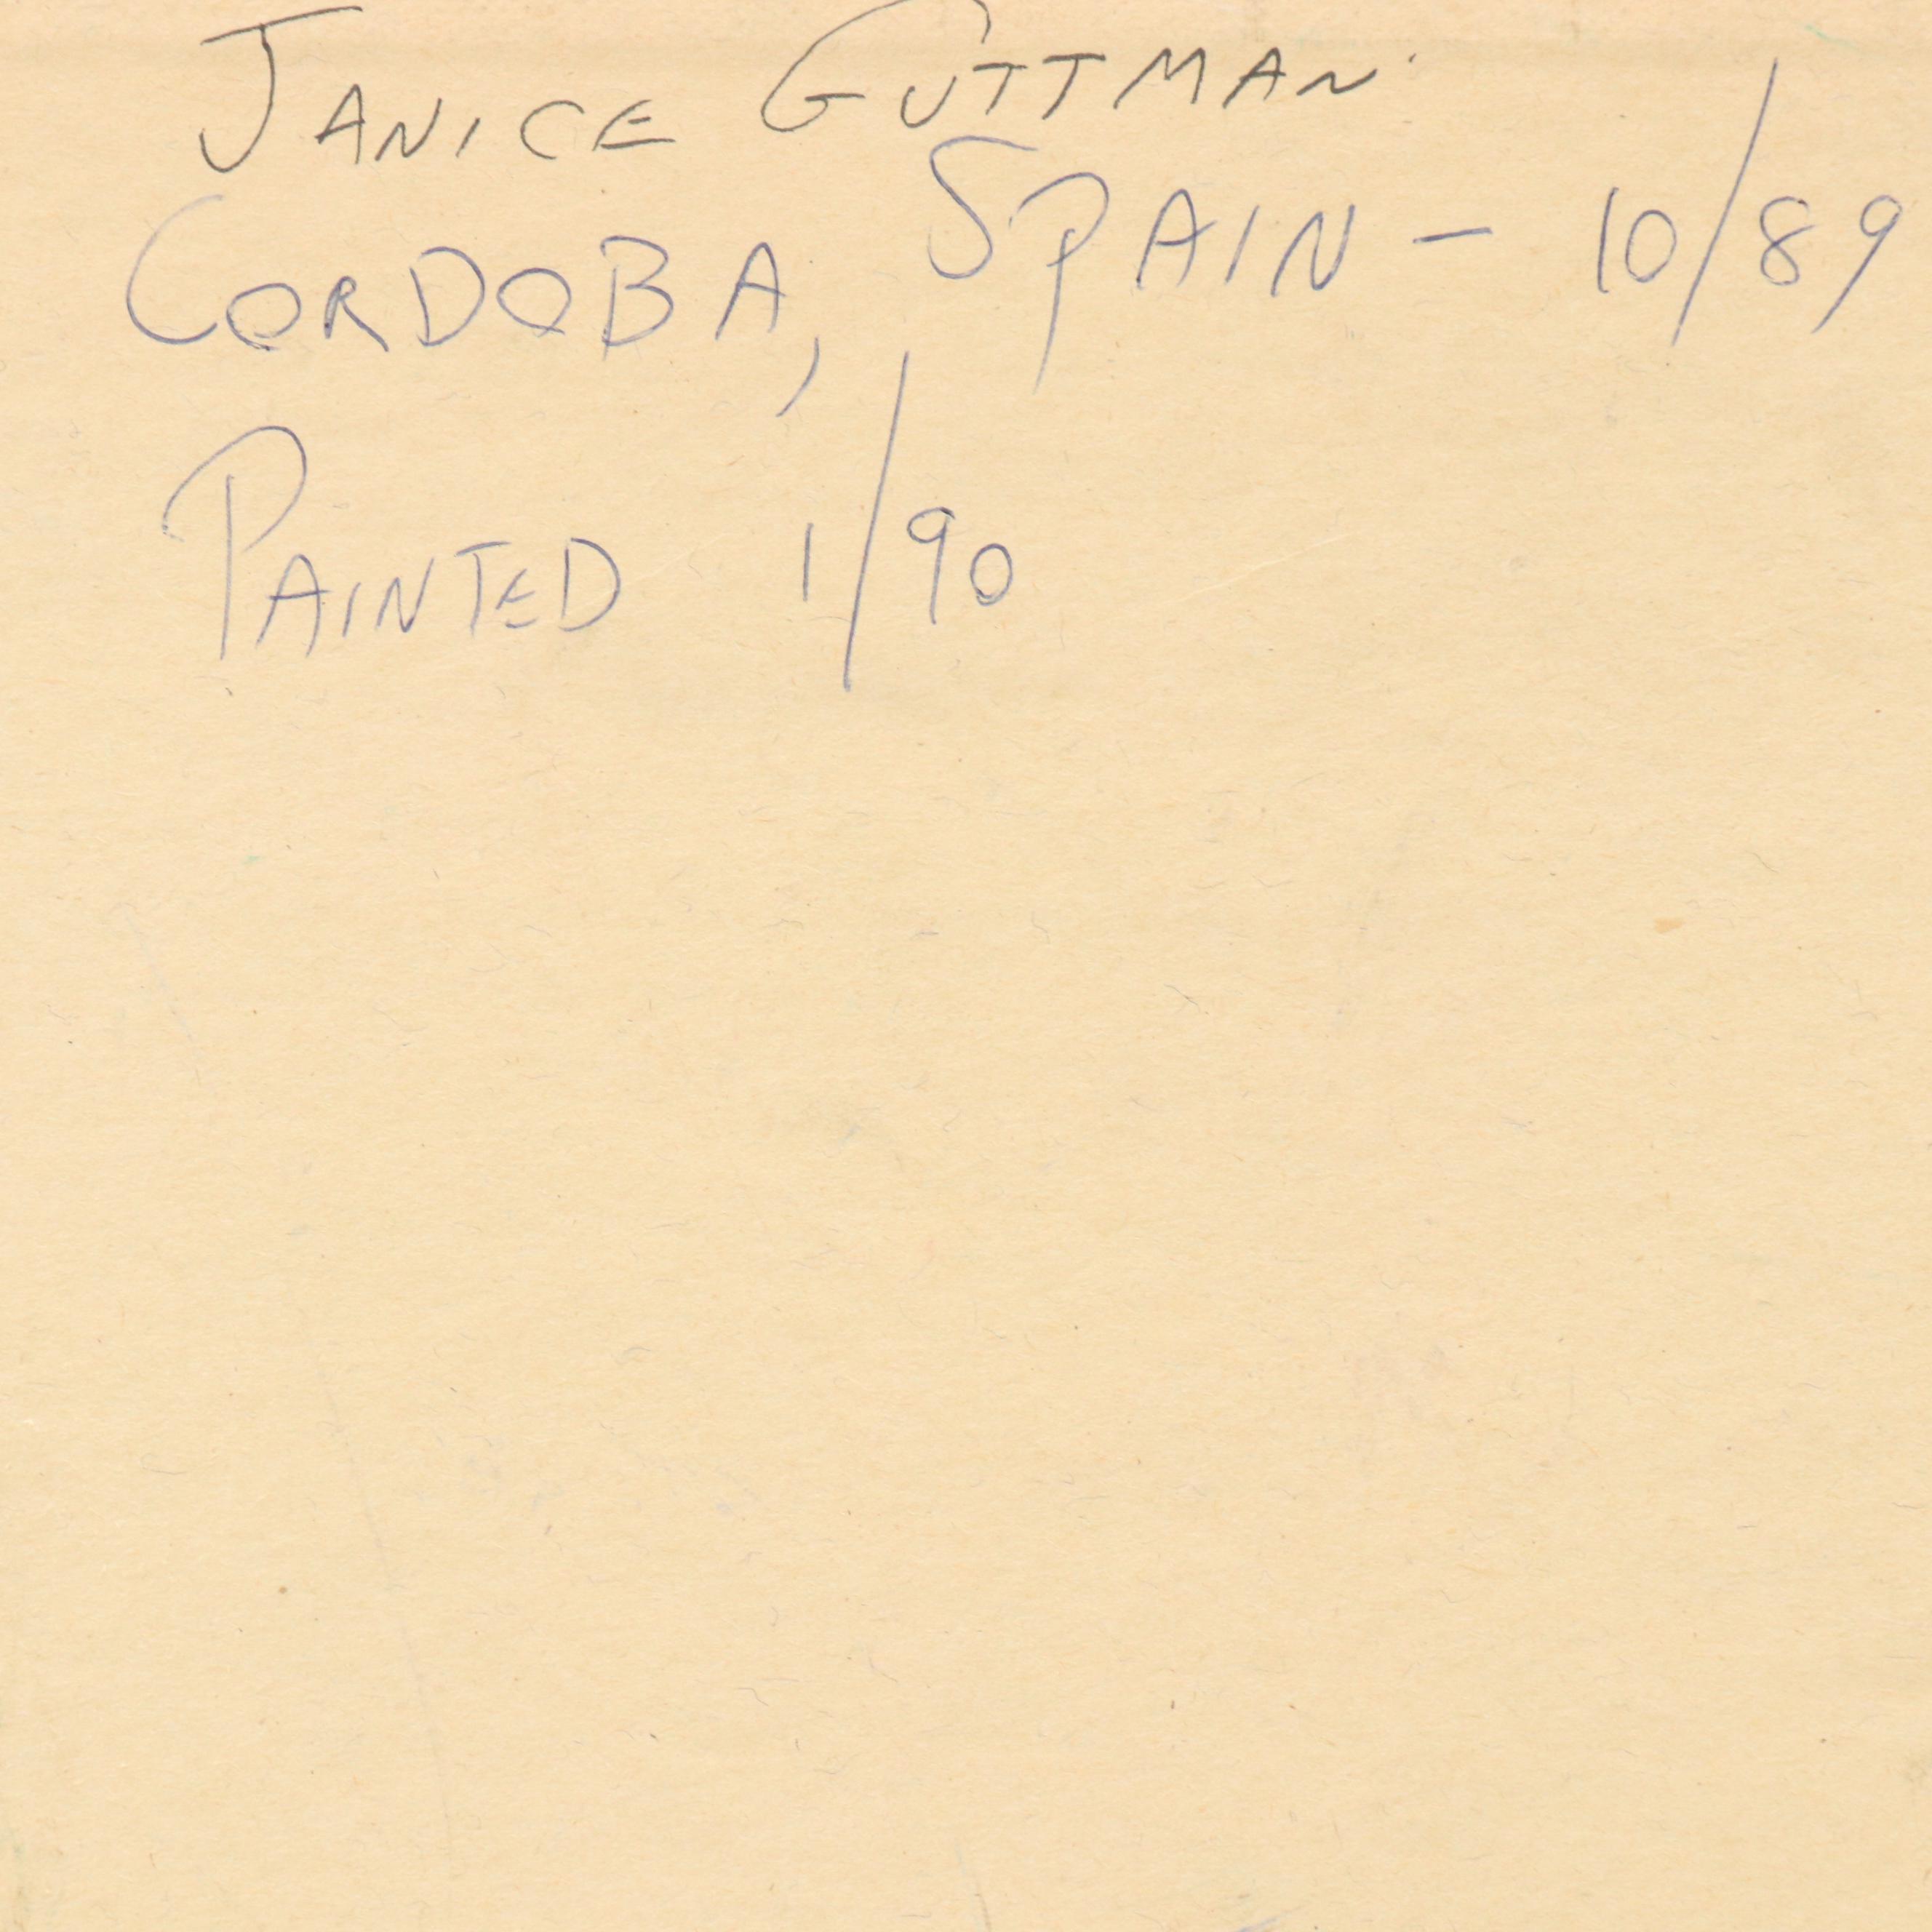 JANICE GUTTMAN
CORDOBA, SPAIN – 10/89
PAINTED 1/90